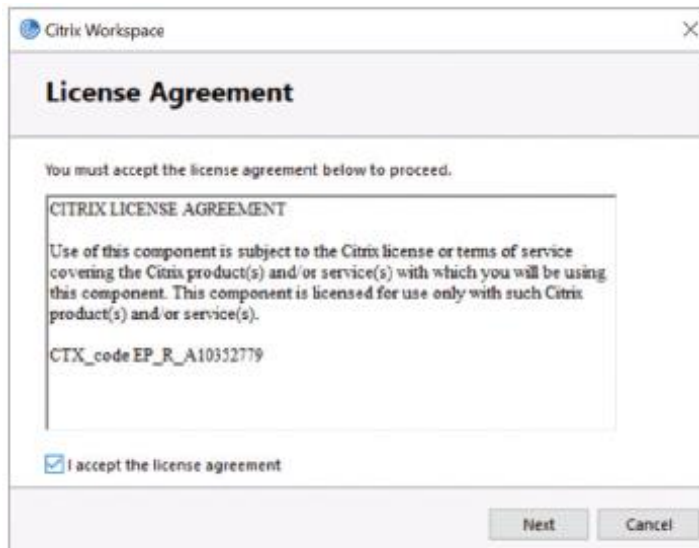 Citrix Workspace
License Agreement
You must accept the license agreement below to proceed.
CITRIX LICENSE AGREEMENT
Use of this component is subject to the Citrix license or terms of service
covering the Citrix product(s) and/or service(s) with which you will be using
this component. This component is licensed for use only with such Citrix
product(s) and/or service(s).
CTX_code EP_R_A10352779
I accept the license agreement
Next Cancel